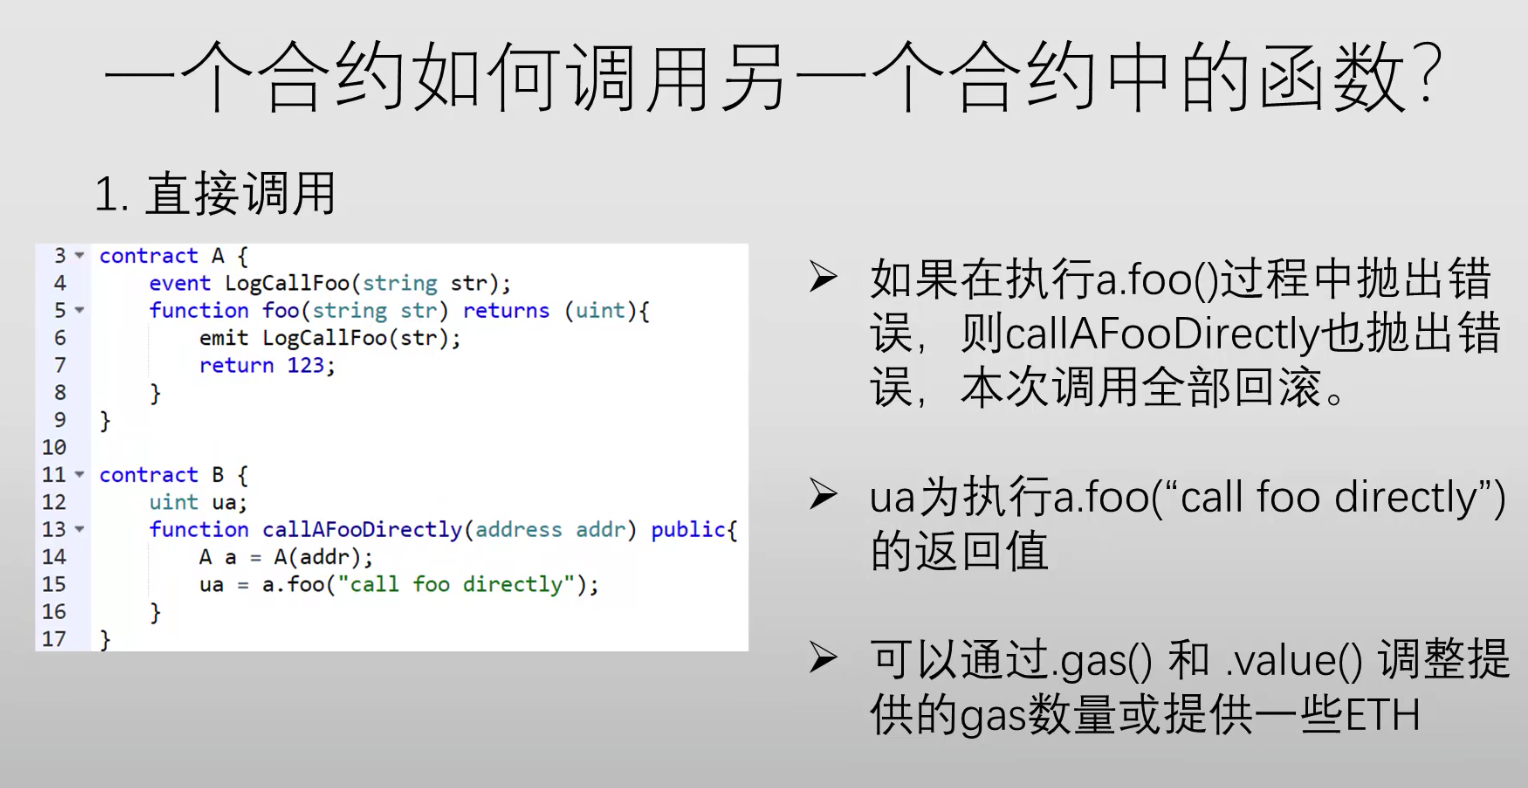 一个合约如何调用另一个合约中的函数?
1. 直接调用
3 contract A {
4     event LogCallFoo(string str);
5     function foo(string str) returns (uint){
6         emit LogCallFoo(str);
7         return 123;
8     }
9 }
10
11 contract B {
12     uint ua;
13     function callAFooDirectly(address addr) public{
14         A a = A(addr);
15         ua = a.foo("call foo directly");
16     }
17 }
➢ 如果在执行a.foo()过程中抛出错
误，则callAFooDirectly也抛出错
误，本次调用全部回滚。
➢ ua为执行a.foo(“call foo directly”)
的返回值
➢ 可以通过.gas() 和 .value() 调整提
供的gas数量或提供一些ETH